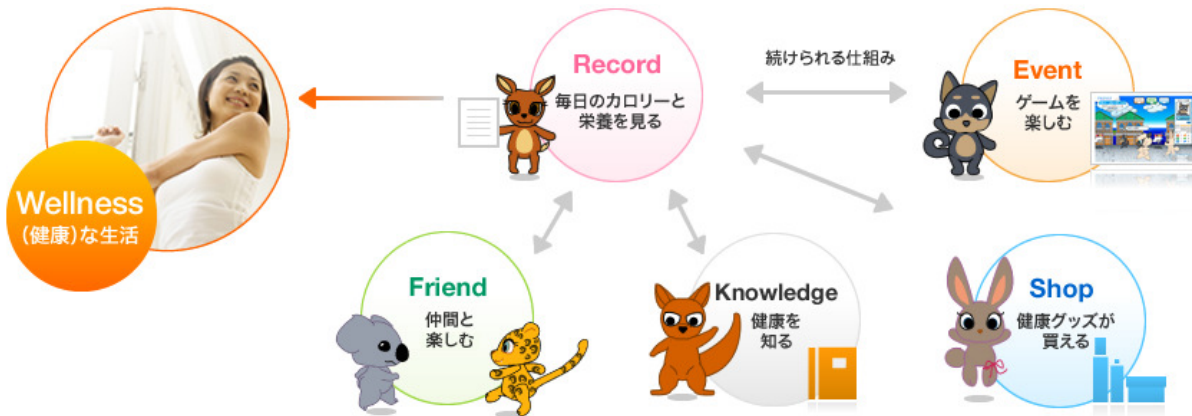 Wellness
(健康)な生活
Record
毎日のカロリーと
栄養を見る
続けられる仕組み
Event
ゲームを
楽しむ
Friend
仲間と
楽しむ
Knowledge
健康を
知る
Shop
健康グッズが
買える